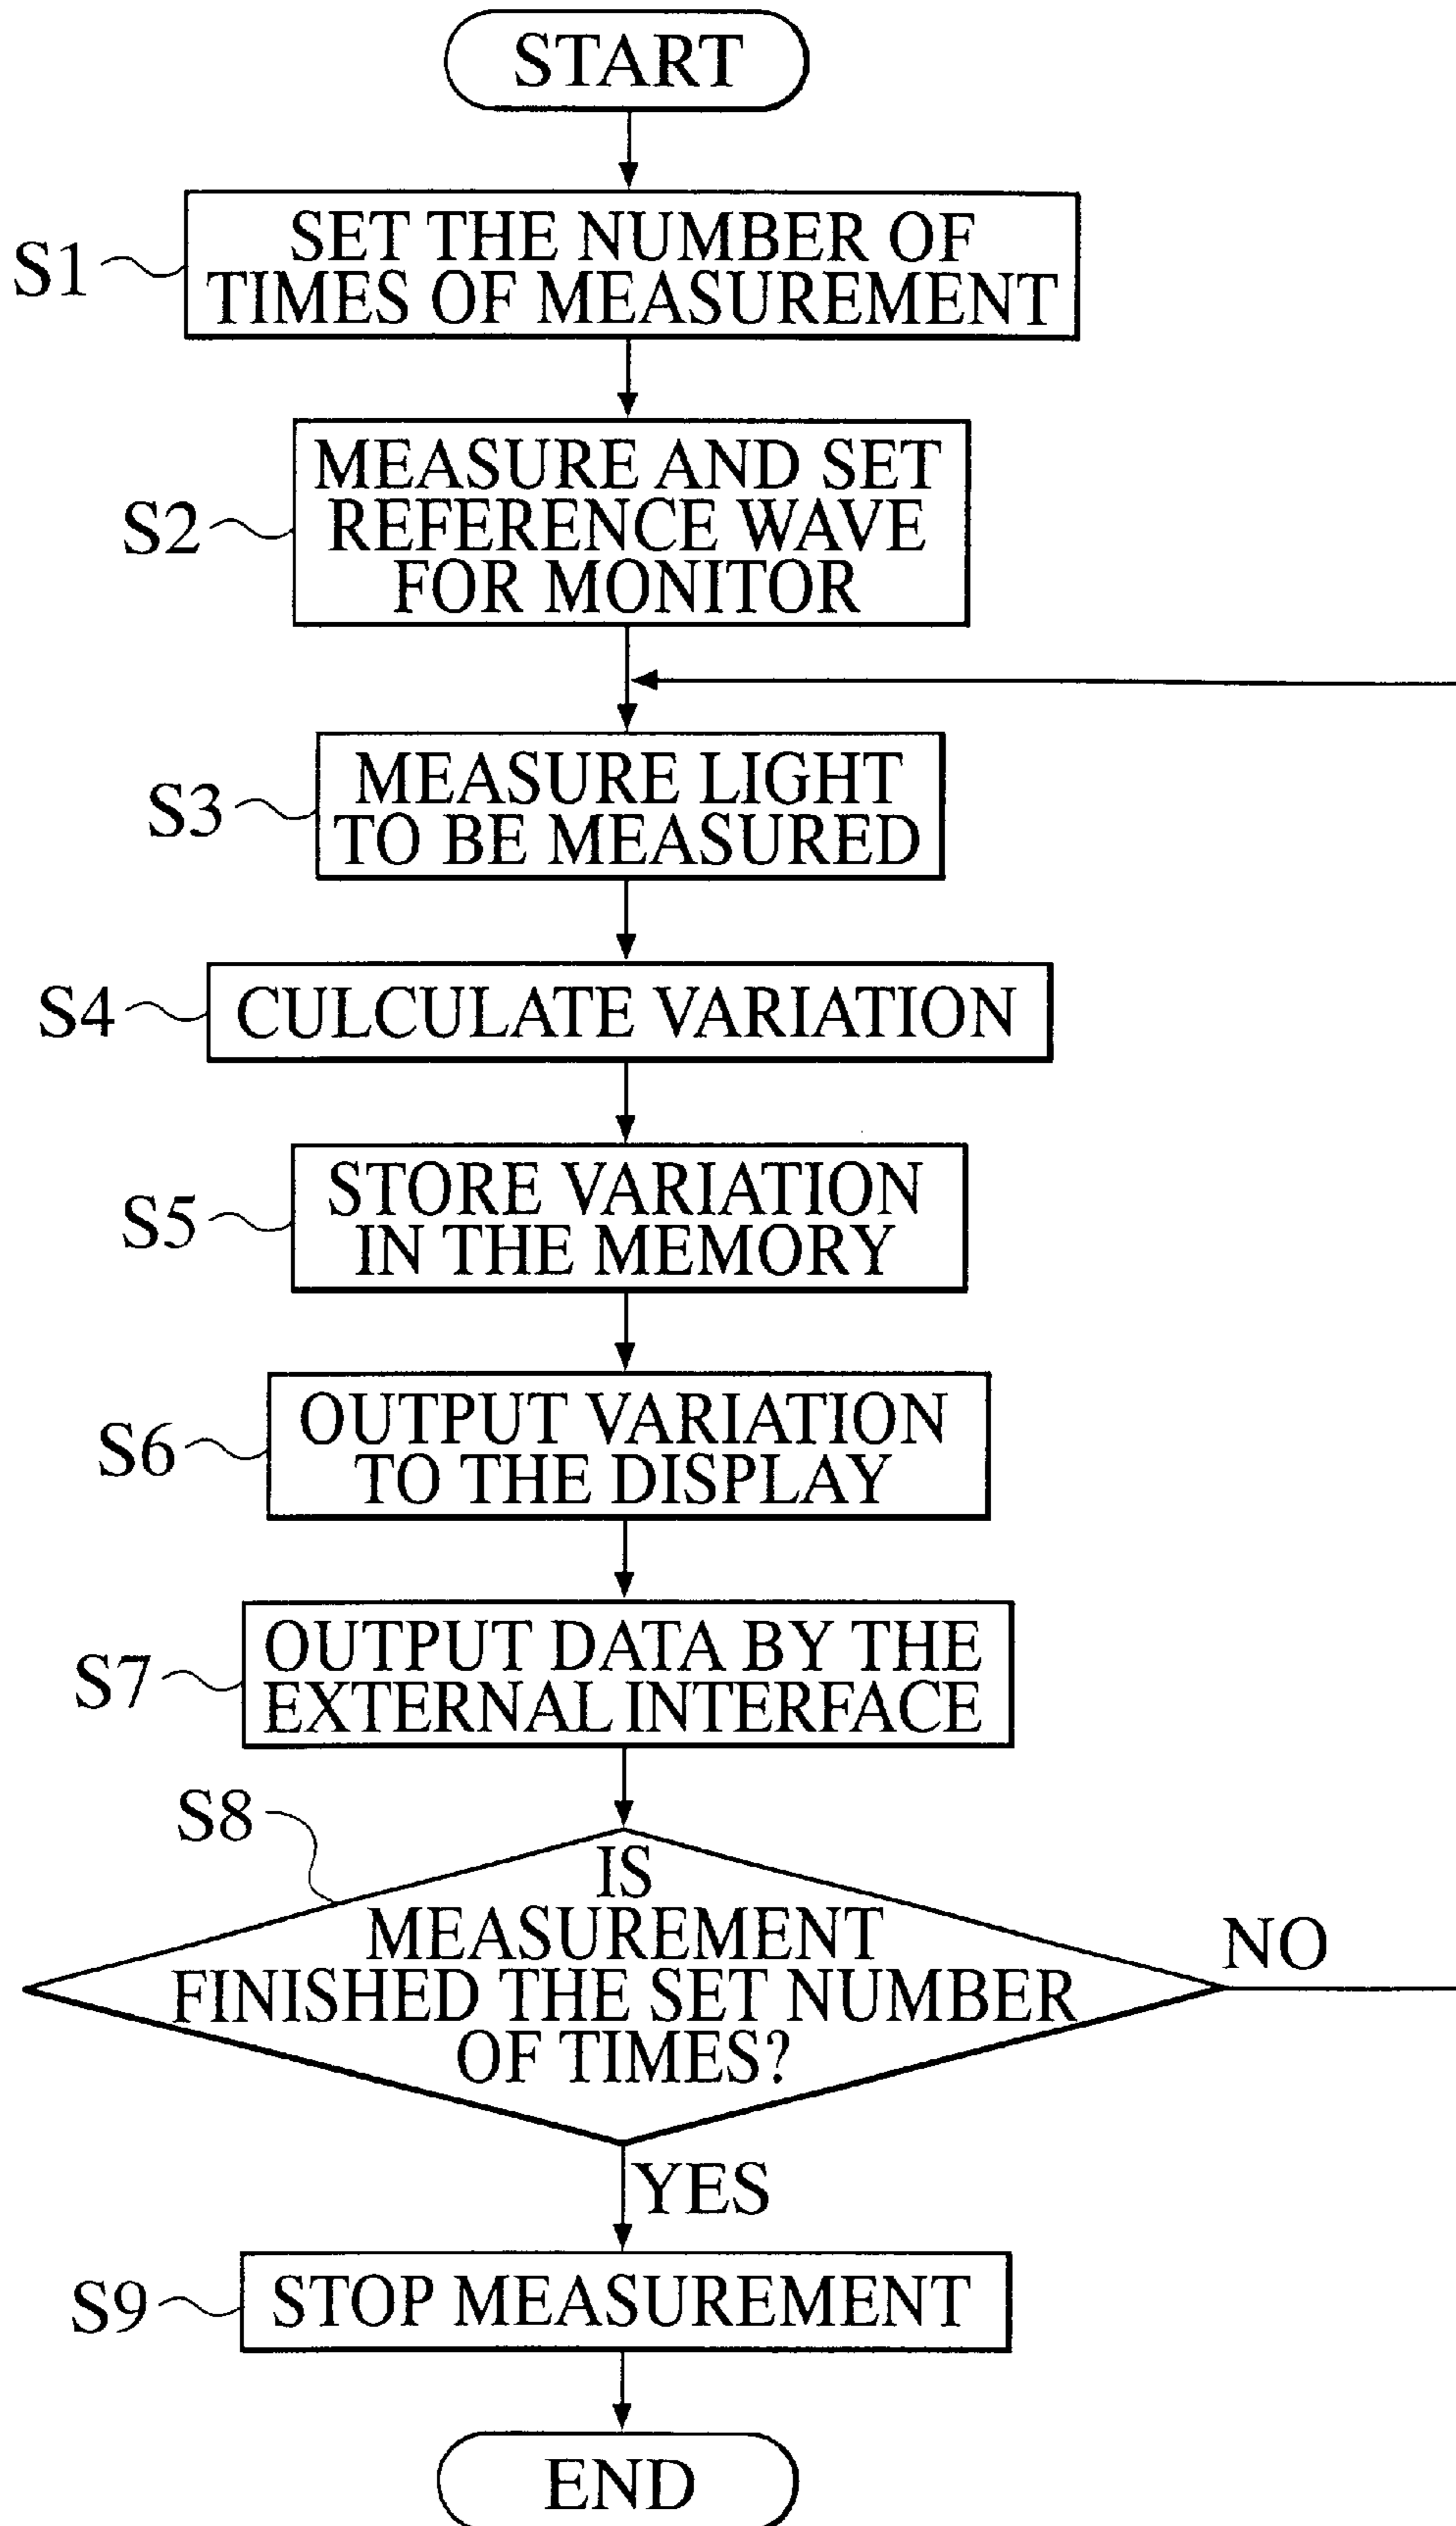 START
S1
SET THE NUMBER OF
TIMES OF MEASUREMENT
S2
MEASURE AND SET
REFERENCE WAVE
FOR MONITOR
S3
MEASURE LIGHT
TO BE MEASURED
S4
CULCULATE VARIATION
S5
STORE VARIATION
IN THE MEMORY
S6
OUTPUT VARIATION
TO THE DISPLAY
S7
OUTPUT DATA BY THE
EXTERNAL INTERFACE
S8
IS
MEASUREMENT
FINISHED THE SET NUMBER
OF TIMES?
NO
YES
S9
STOP MEASUREMENT
END